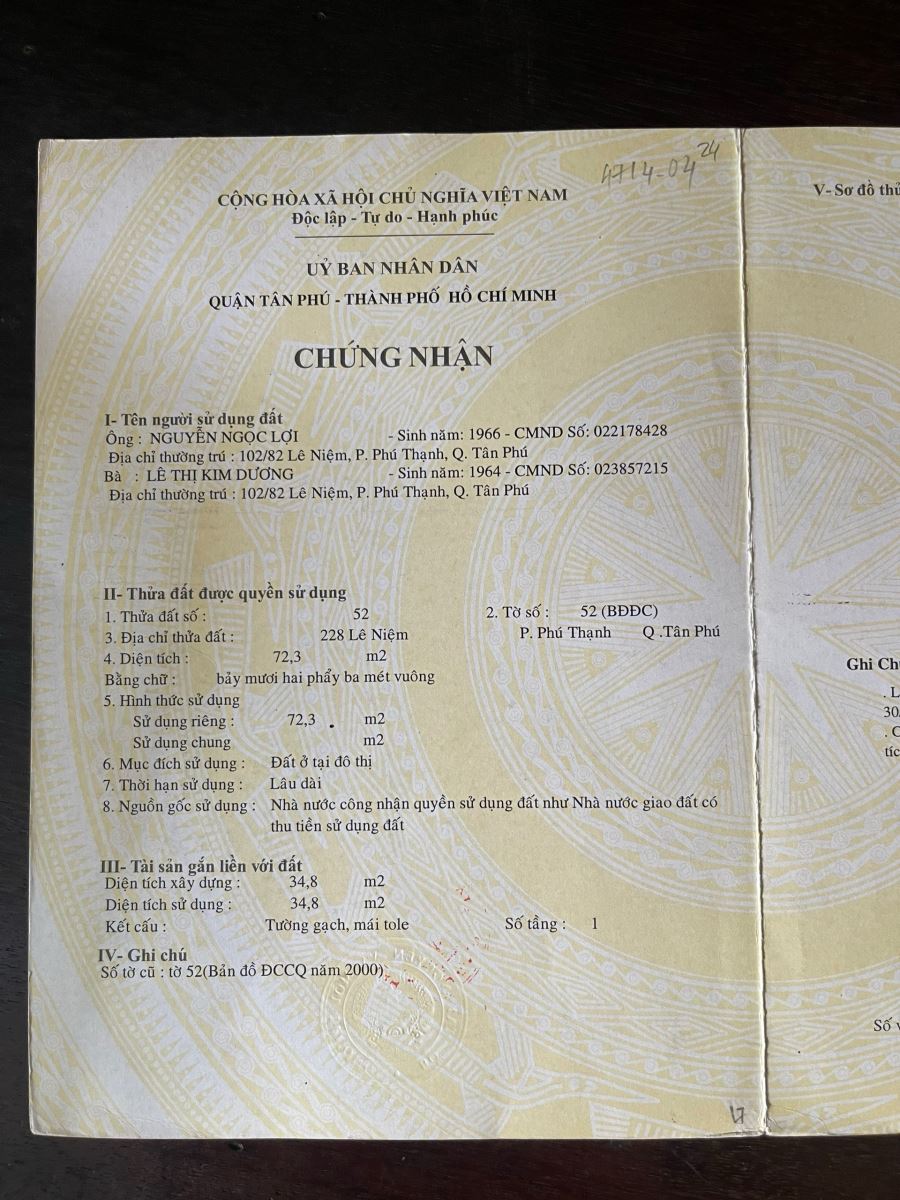 4714-04 24
CỘNG HÒA XÃ HỘI CHỦ NGHĨA VIỆT NAM
Độc lập - Tự do - Hạnh phúc
UỶ BAN NHÂN DÂN
QUẬN TÂN PHÚ - THÀNH PHỐ HỒ CHÍ MINH
CHỨNG NHẬN
I- Tên người sử dụng đất
Ông : NGUYỄN NGỌC LỢI - Sinh năm: 1966 - CMND Số: 022178428
Địa chỉ thường trú : 102/82 Lê Niệm, P. Phú Thạnh, Q. Tân Phú
Bà : LÊ THỊ KIM DƯƠNG - Sinh năm: 1964 - CMND Số: 023857215
Địa chỉ thường trú : 102/82 Lê Niệm, P. Phú Thạnh, Q. Tân Phú
II- Thửa đất được quyền sử dụng
1. Thửa đất số : 52 2. Tờ số : 52 (BĐĐC)
3. Địa chỉ thửa đất : 228 Lê Niệm P. Phú Thạnh Q .Tân Phú
4. Diện tích : 72,3 m2
Bằng chữ : bảy mươi hai phẩy ba mét vuông
5. Hình thức sử dụng
Sử dụng riêng : 72,3 m2
Sử dụng chung m2
6. Mục đích sử dụng : Đất ở tại đô thị
7. Thời hạn sử dụng : Lâu dài
8. Nguồn gốc sử dụng : Nhà nước công nhận quyền sử dụng đất như Nhà nước giao đất có
thu tiền sử dụng đất
III- Tài sản gắn liền với đất
Diện tích xây dựng : 34,8 m2
Diện tích sử dụng : 34,8 m2
Kết cấu : Tường gạch, mái tole Số tầng : 1
IV- Ghi chú
Số tờ cũ : tờ 52(Bản đồ ĐCCQ năm 2000)
17
V- Sơ đồ
Ghi
. L
30
. C
Số